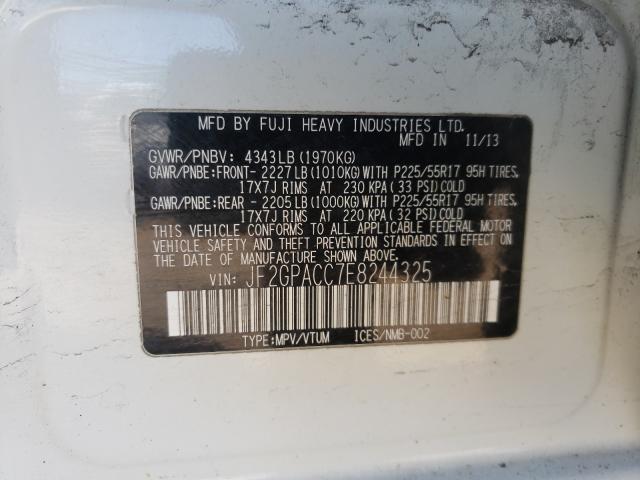 MFD BY FUJI HEAVY INDUSTRIES LTD.
MFD IN 11/13
GVWR/PNBV: 4343LB (1970KG)
GAWR/PNBE:FRONT- 2227LB (1010KG)WITH P225/55R17 95H TIRES,
17X7J RIMS AT 230 KPA (33 PSI)COLD
GAWR/PNBE:REAR - 2205LB (1000KG)WITH P225/55R17 95H TIRES,
17X7J RIMS AT 220 KPA (32 PSI)COLD
THIS VEHICLE CONFORMS TO ALL APPLICABLE FEDERAL MOTOR
VEHICLE SAFETY AND THEFT PREVENTION STANDARDS IN EFFECT ON
THE DATE OF MANUFACTURE SHOWN ABOVE.
VIN: JF2GPACC7E8244325
TYPE:MPV/VTUM ICES/NMB-002